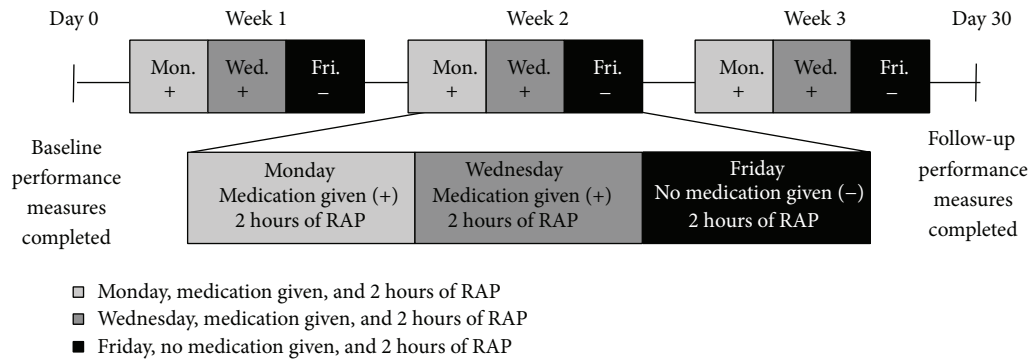 Day 0
Week 1
Week 2
Week 3
Day 30
Mon.
+
Wed.
+
Fri.
−
Mon.
+
Wed.
+
Fri.
−
Mon.
+
Wed.
+
Fri.
−
Baseline
performance
measures
completed
Monday
Medication given (+)
2 hours of RAP
Wednesday
Medication given (+)
2 hours of RAP
Friday
No medication given (−)
2 hours of RAP
Follow-up
performance
measures
completed
Monday, medication given, and 2 hours of RAP
Wednesday, medication given, and 2 hours of RAP
Friday, no medication given, and 2 hours of RAP